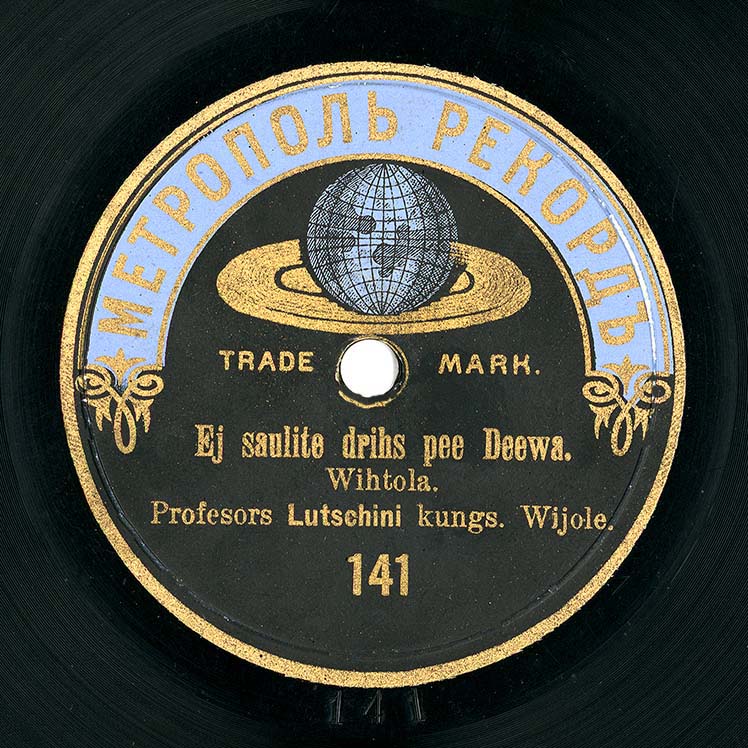 МЕТРОПОЛЬ РЕКОРДЪ
TRADE MARK.
Ej saulite drihs pee Deewa.
Wihtola.
Profesors Lutschini kungs. Wijole.
141
141